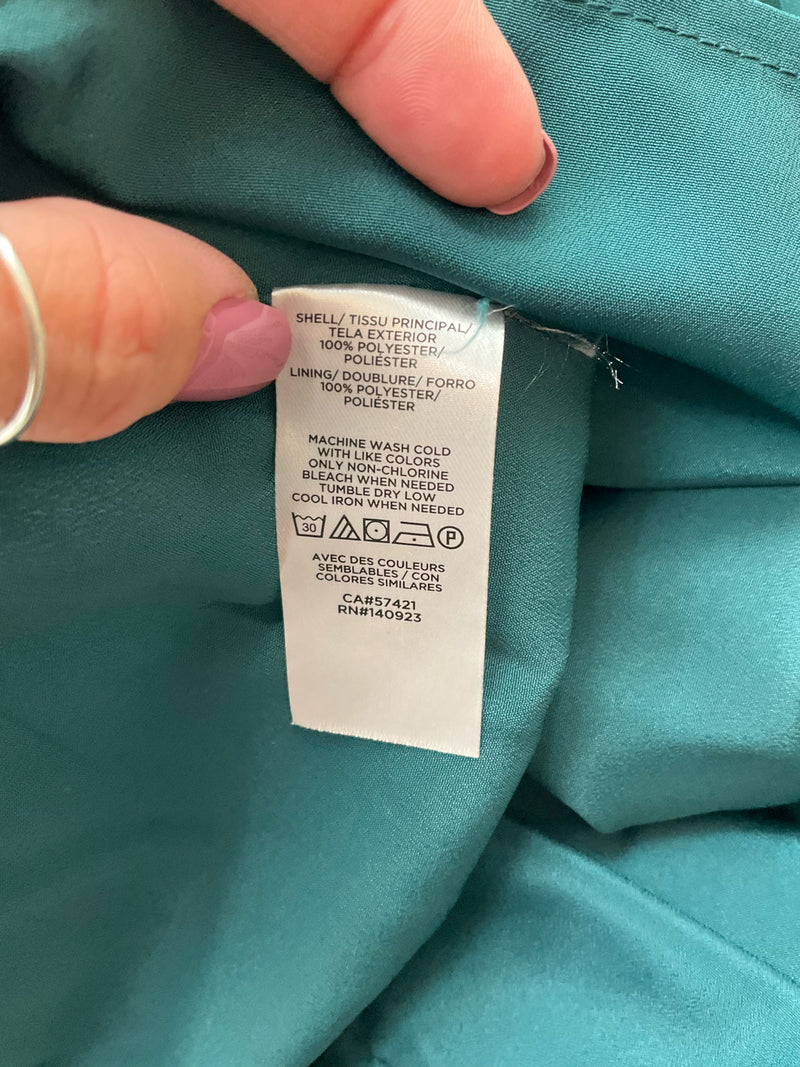 SHELL/ TISSU PRINCIPAL/
TELA EXTERIOR
100% POLYESTER/
POLIÉSTER
LINING/ DOUBLURE/ FORRO
100% POLYESTER/
POLIÉSTER
MACHINE WASH COLD
WITH LIKE COLORS
ONLY NON-CHLORINE
BLEACH WHEN NEEDED
TUMBLE DRY LOW
COOL IRON WHEN NEEDED
30 P
AVEC DES COULEURS
SEMBLABLES / CON
COLORES SIMILARES
CA#57421
RN#140923